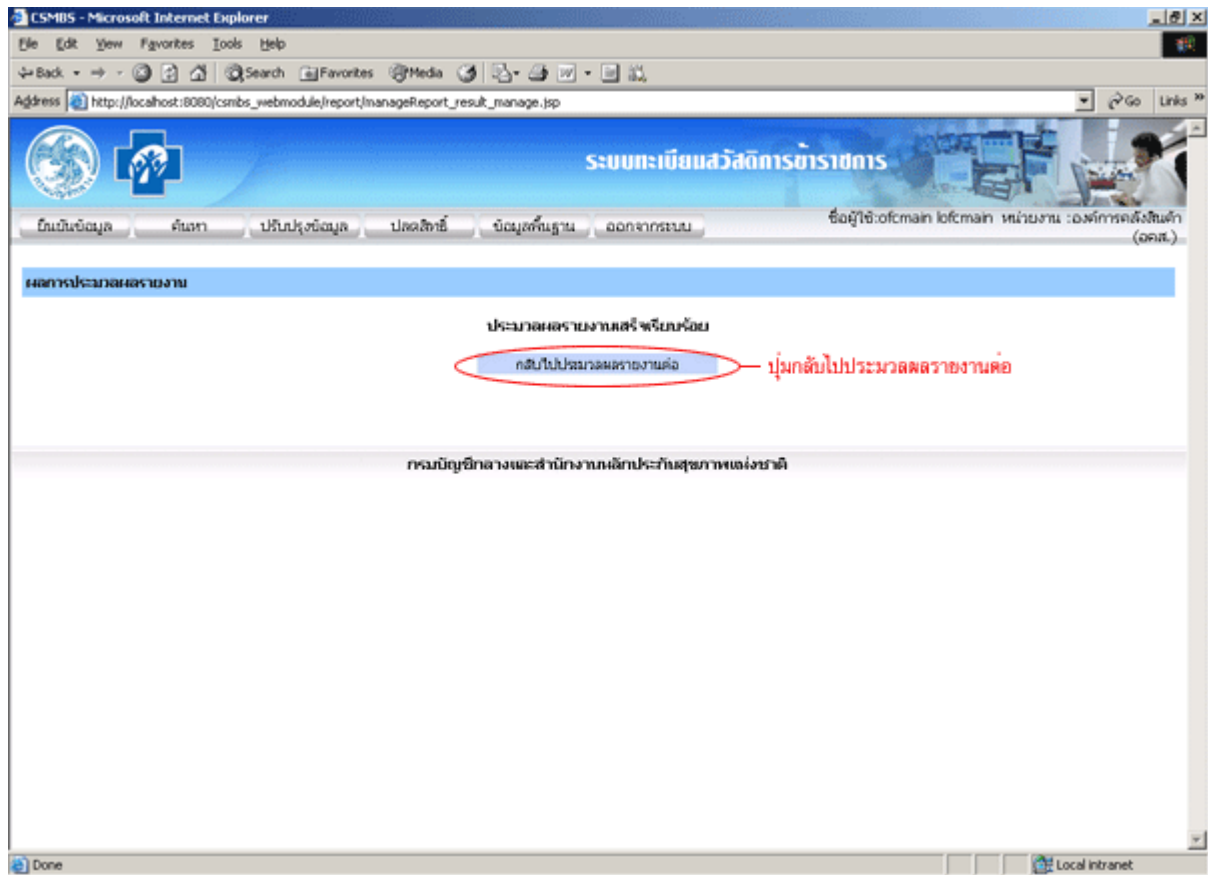 CSMBS - Microsoft Internet Explorer
File Edit View Favorites Tools Help
Back Search Favorites Media
Address http://localhost:8080/csmbs_webmodule/report/manageReport_result_manage.jsp Go Links »
ระบบทะเบียนสวัสดิการข้าราชการ
ยืนยันข้อมูล ค้นหา ปรับปรุงข้อมูล ปลดสิทธิ์ ข้อมูลพื้นฐาน ออกจากระบบ ชื่อผู้ใช้:ofcmain lofcmain หน่วยงาน :องค์การคลังสินค้า
(อคส.)
ผลการประมวลผลรายงาน
ประมวลผลรายงานเสร็จเรียบร้อย
กลับไปประมวลผลรายงานต่อ ปุ่มกลับไปประมวลผลรายงานต่อ
กรมบัญชีกลางและสำนักงานหลักประกันสุขภาพแห่งชาติ
Done Local intranet